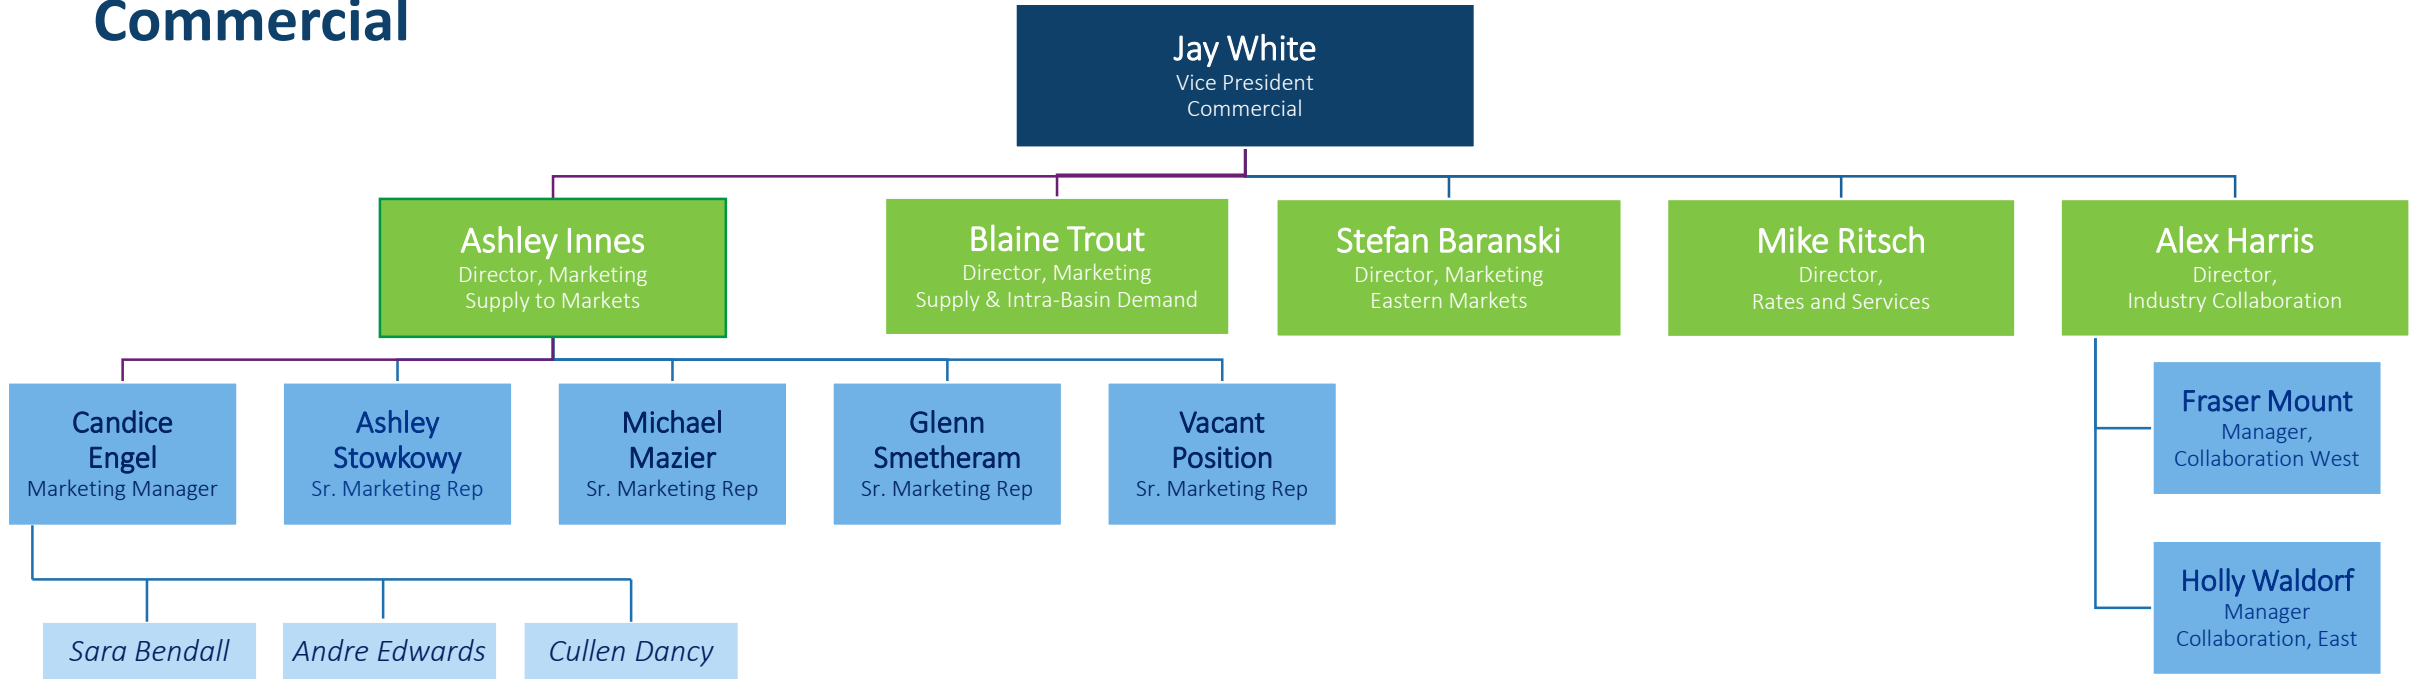 Commercial
Jay White
Vice President
Commercial
Ashley Innes
Director, Marketing
Supply to Markets
Blaine Trout
Director, Marketing
Supply & Intra-Basin Demand
Stefan Baranski
Director, Marketing
Eastern Markets
Mike Ritsch
Director,
Rates and Services
Alex Harris
Director,
Industry Collaboration
Candice
Engel
Marketing Manager
Ashley
Stowkowy
Sr. Marketing Rep
Michael
Mazier
Sr. Marketing Rep
Glenn
Smetheram
Sr. Marketing Rep
Vacant
Position
Sr. Marketing Rep
Fraser Mount
Manager,
Collaboration West
Holly Waldorf
Manager
Collaboration, East
Sara Bendall
Andre Edwards
Cullen Dancy